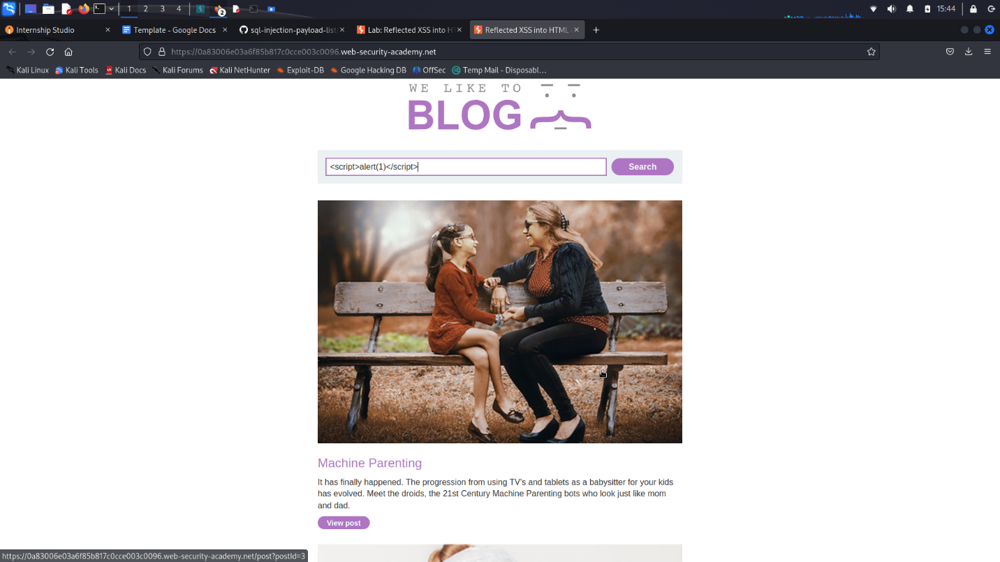 1 2 3 4 2 15:44
Internship Studio Template - Google Docs sql-injection-payload-list/ Lab: Reflected XSS into HT Reflected XSS into HTML
https://0a83006e03a6f85b817c0cce003c0096.web-security-academy.net
Kali Linux Kali Tools Kali Docs Kali Forums Kali NetHunter Exploit-DB Google Hacking DB OffSec Temp Mail - Disposabl...
WE LIKE TO
BLOG
<script>alert(1)</script>
Search
Machine Parenting
It has finally happened. The progression from using TV's and tablets as a babysitter for your kids
has evolved. Meet the droids, the 21st Century Machine Parenting bots who look just like mom
and dad.
View post
https://0a83006e03a6f85b817c0cce003c0096.web-security-academy.net/post?postId=3